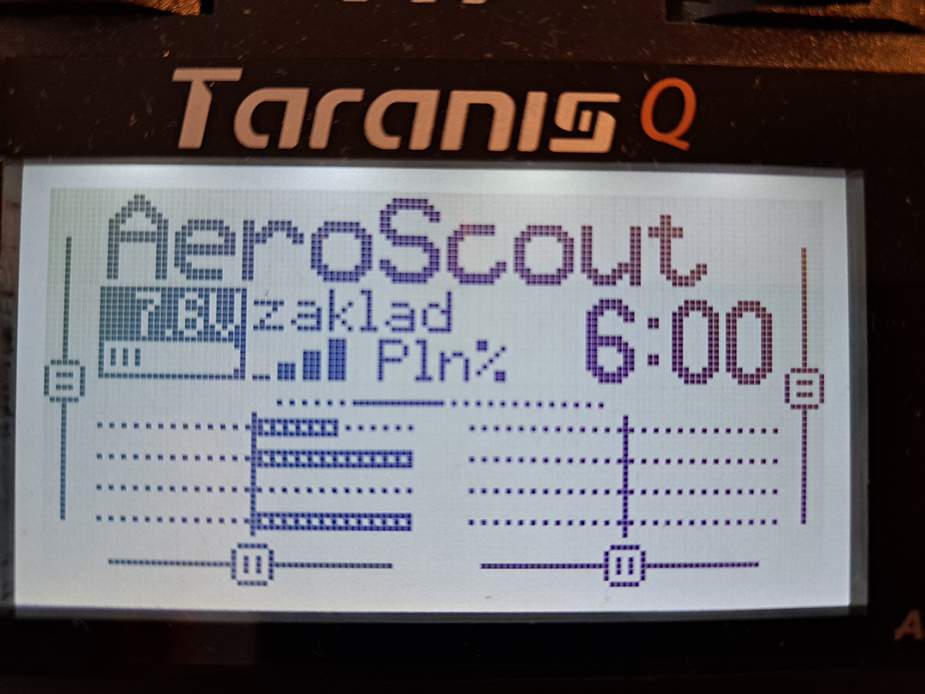 Taranis Q
AeroScout
7.8V zaklad 6:00
Pln%
A